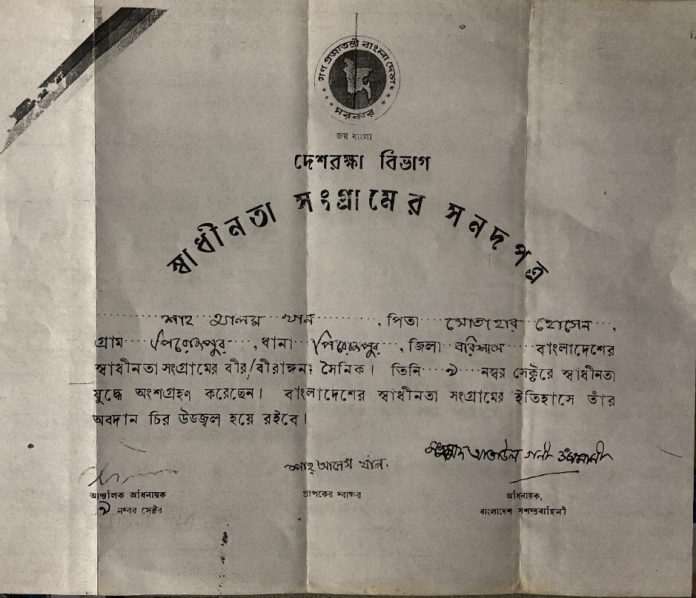 গণ প্রজাতন্ত্রী বাংলা দেশ
সরকার
জয় বাংলা
দেশরক্ষা বিভাগ
স্বাধীনতা সংগ্রামের সনদপত্র
শাহ আলম খান পিতা মোতাহার হোসেন
গ্রাম পিরোজপুর, থানা পিরোজপুর, জিলা বরিশাল বাংলাদেশের
স্বাধীনতা সংগ্রামের বীর/বীরাঙ্গনা সৈনিক। তিনি ৯ নম্বর সেক্টরে স্বাধীনতা
যুদ্ধে অংশগ্রহণ করেছেন। বাংলাদেশের স্বাধীনতা সংগ্রামের ইতিহাসে তাঁর
অবদান চির উজ্জ্বল হয়ে রইবে।
শাহ্ আলম খান মুহম্মদ আতাউল গনী ওসমানী
আঞ্চলিক অধিনায়ক প্রাপকের স্বাক্ষর অধিনায়ক,
৯ নম্বর সেক্টর বাংলাদেশ সশস্ত্রবাহিনী